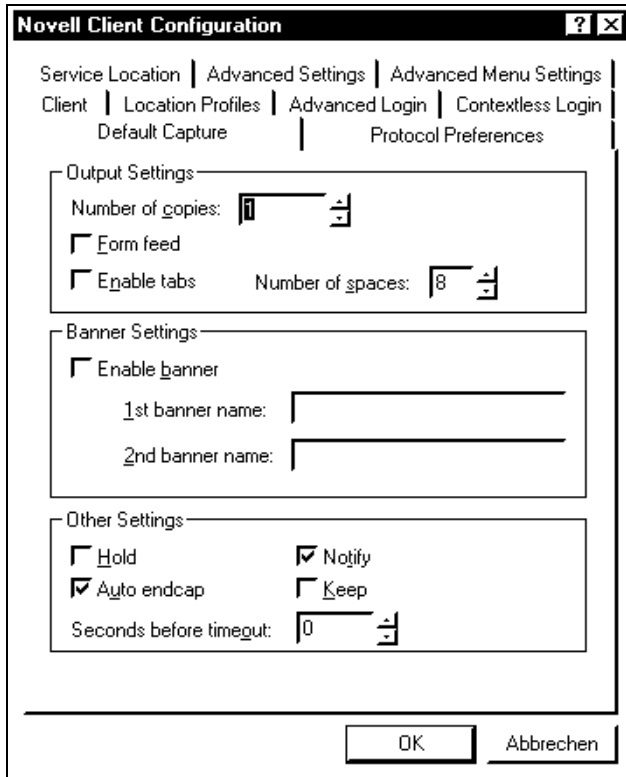 Novell Client Configuration
Service Location Advanced Settings Advanced Menu Settings
Client Location Profiles Advanced Login Contextless Login
Default Capture Protocol Preferences
Output Settings
Number of copies: 1
Form feed
Enable tabs Number of spaces: 8
Banner Settings
Enable banner
1st banner name:
2nd banner name:
Other Settings
Hold Notify
Auto endcap Keep
Seconds before timeout: 0
OK Abbrechen